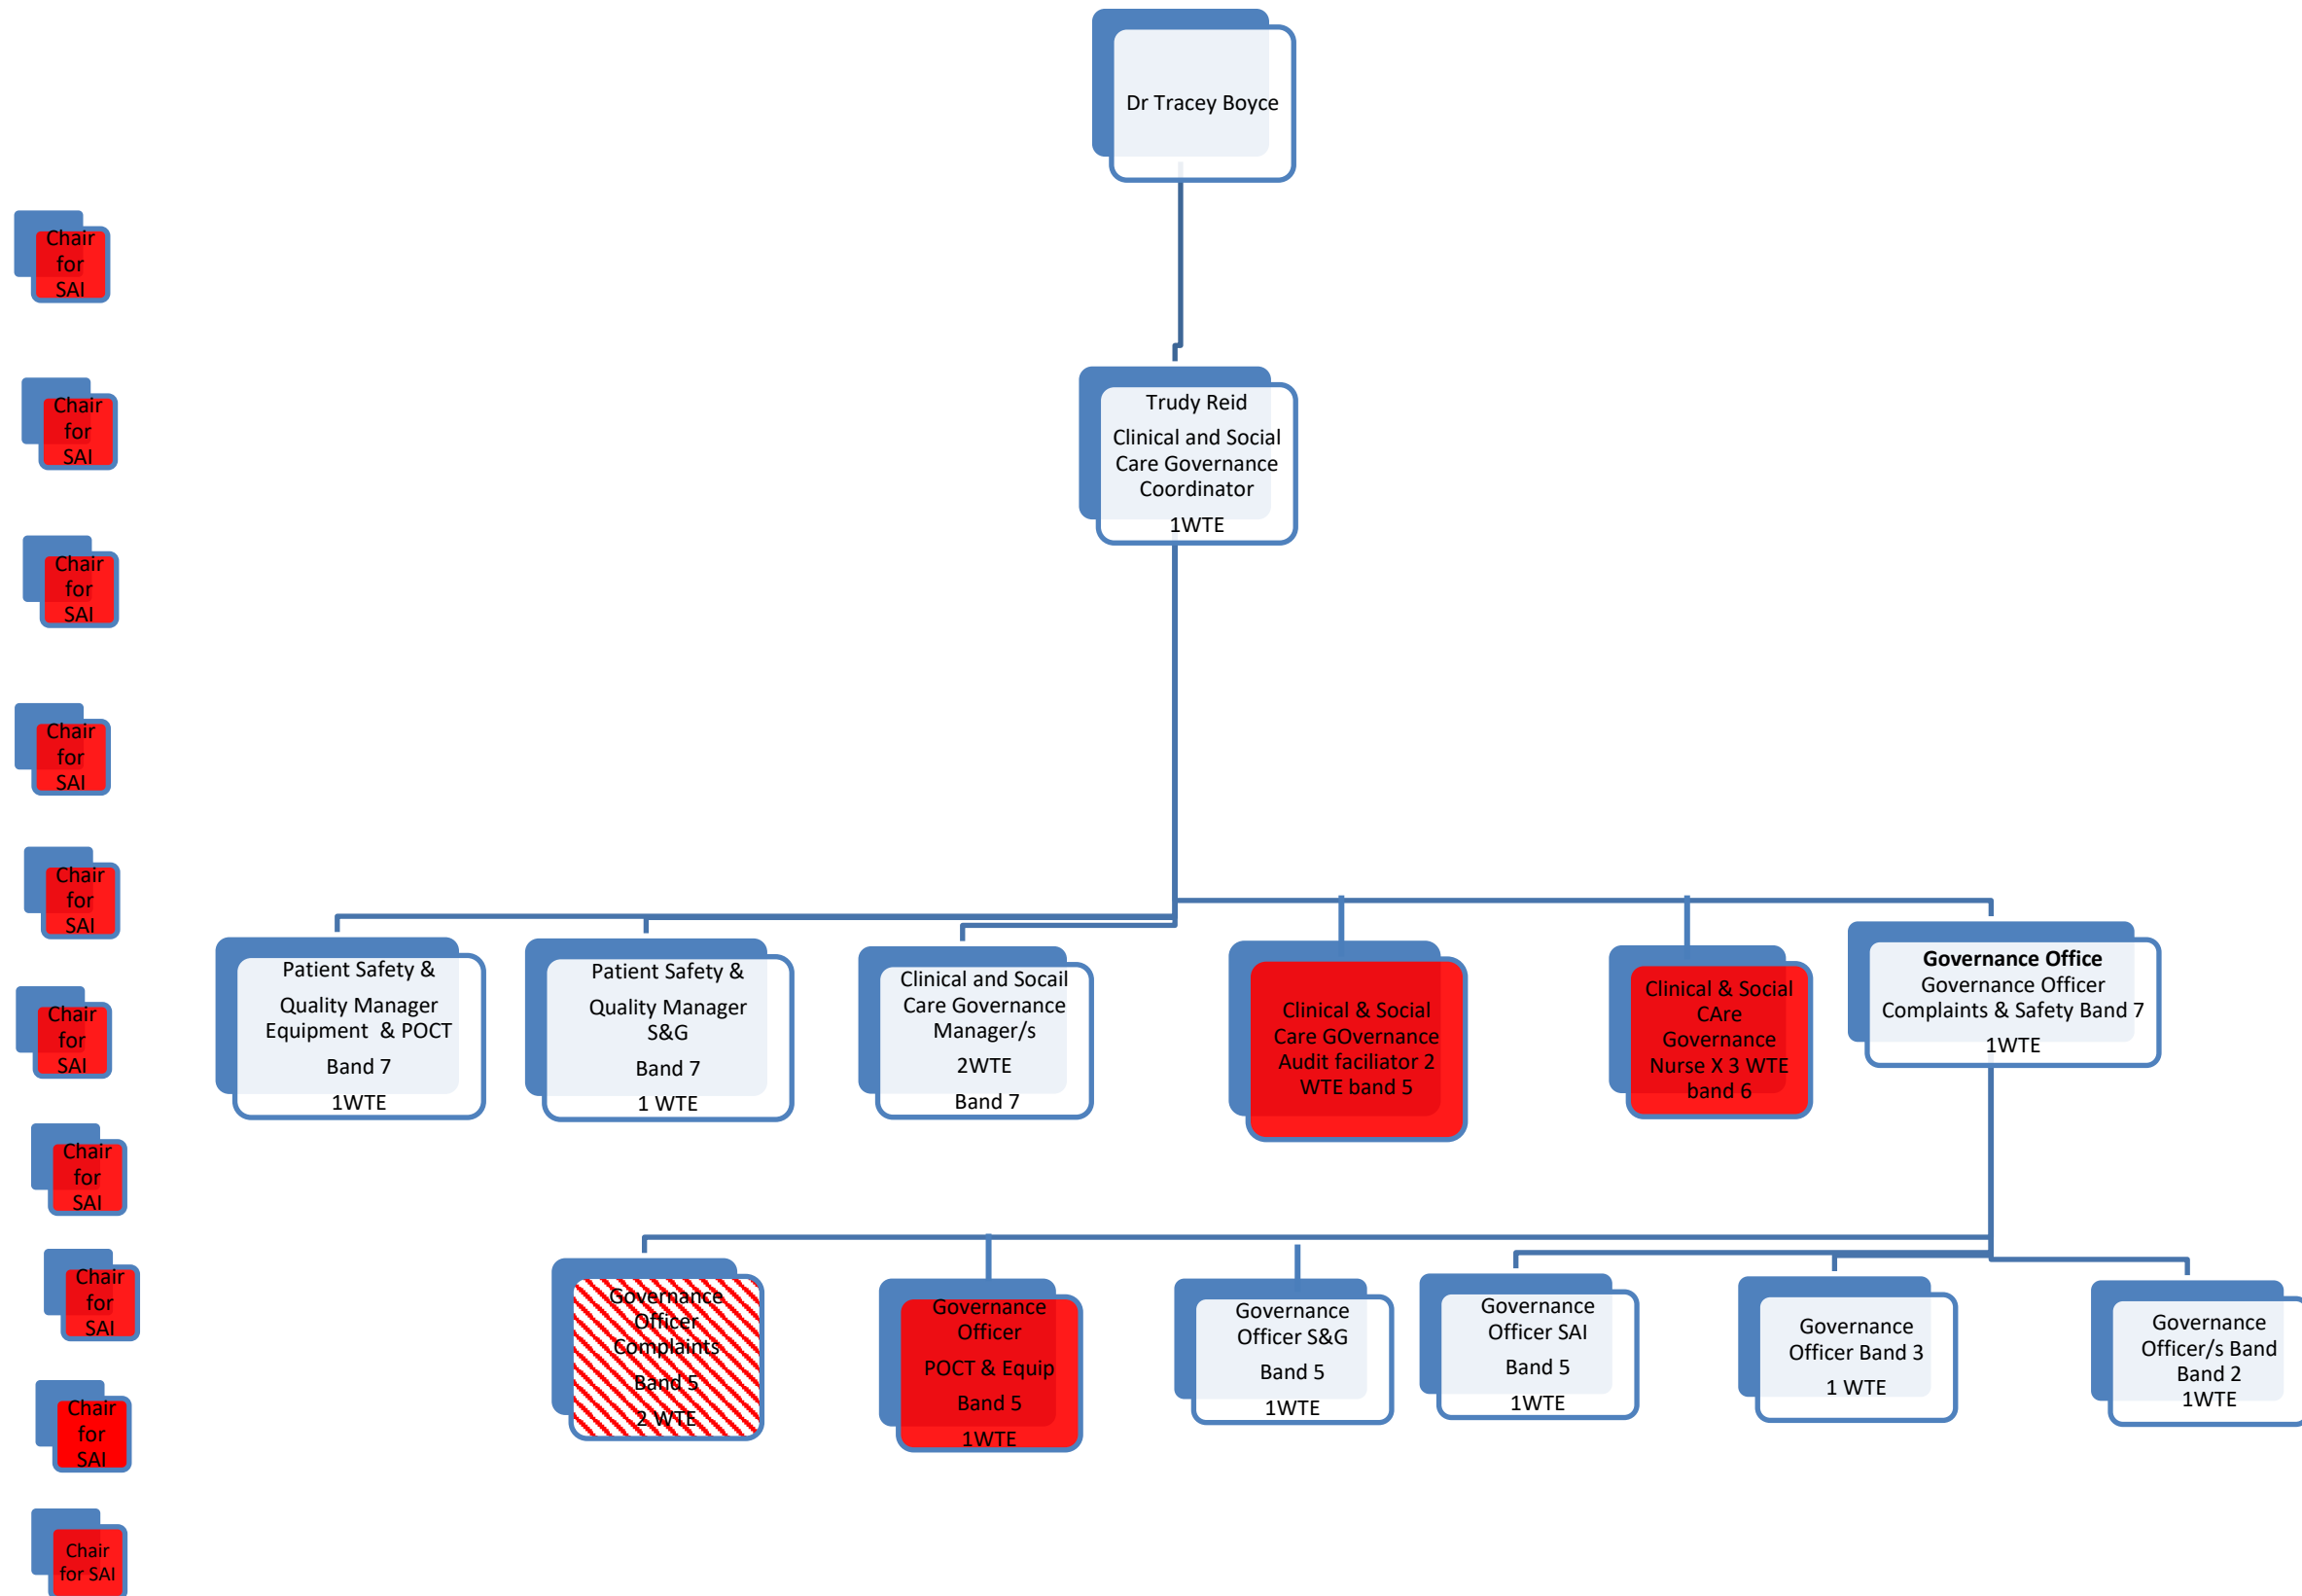 Dr Tracey Boyce
Chair
for
SAI
Chair
for
SAI
Trudy Reid
Clinical and Social
Care Governance
Coordinator
1WTE
Chair
for
SAI
Chair
for
SAI
Chair
for
SAI
Chair
for
SAI
Chair
for
SAI
Chair
for
SAI
Chair
for
SAI
Chair
for SAI
Patient Safety &
Quality Manager
Equipment & POCT
Band 7
1WTE
Patient Safety &
Quality Manager
S&G
Band 7
1 WTE
Clinical and Socail
Care Governance
Manager/s
2WTE
Band 7
Clinical & Social
Care GOvernance
Audit faciliator 2
WTE band 5
Clinical & Social
CAre
Governance
Nurse X 3 WTE
band 6
Governance Office
Governance Officer
Complaints & Safety Band 7
1WTE
Governance
Officer
Complaints
Band 5
2 WTE
Governance
Officer
POCT & Equip
Band 5
1WTE
Governance
Officer S&G
Band 5
1WTE
Governance
Officer SAI
Band 5
1WTE
Governance
Officer Band 3
1 WTE
Governance
Officer/s Band
Band 2
1WTE